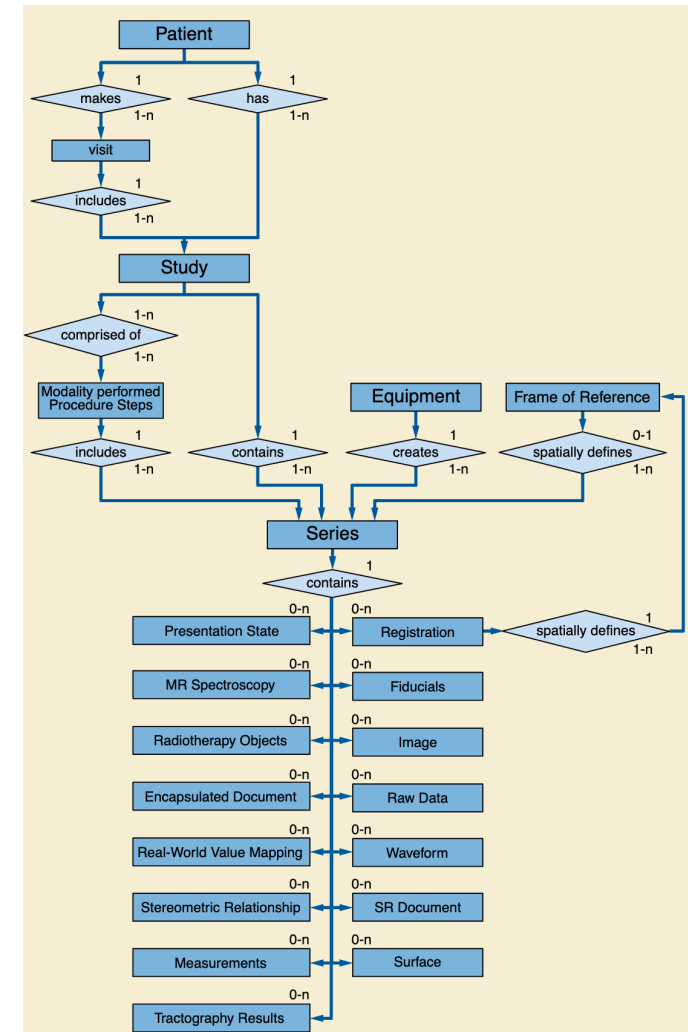 Patient
1
1
makes
has
1-n
1-n
visit
1
includes
1-n
Study
1-n
comprised of
1-n
Modality performed
Procedure Steps
Equipment
Frame of Reference
1
1
1
0-1
includes
contains
creates
spatially defines
1-n
1-n
1-n
1-n
Series
1
contains
0-n
0-n
1
Presentation State
Registration
spatially defines
1-n
0-n
0-n
MR Spectroscopy
Fiducials
0-n
0-n
Radiotherapy Objects
Image
0-n
0-n
Encapsulated Document
Raw Data
0-n
0-n
Real-World Value Mapping
Waveform
0-n
0-n
Stereometric Relationship
SR Document
0-n
0-n
Measurements
Surface
0-n
Tractography Results